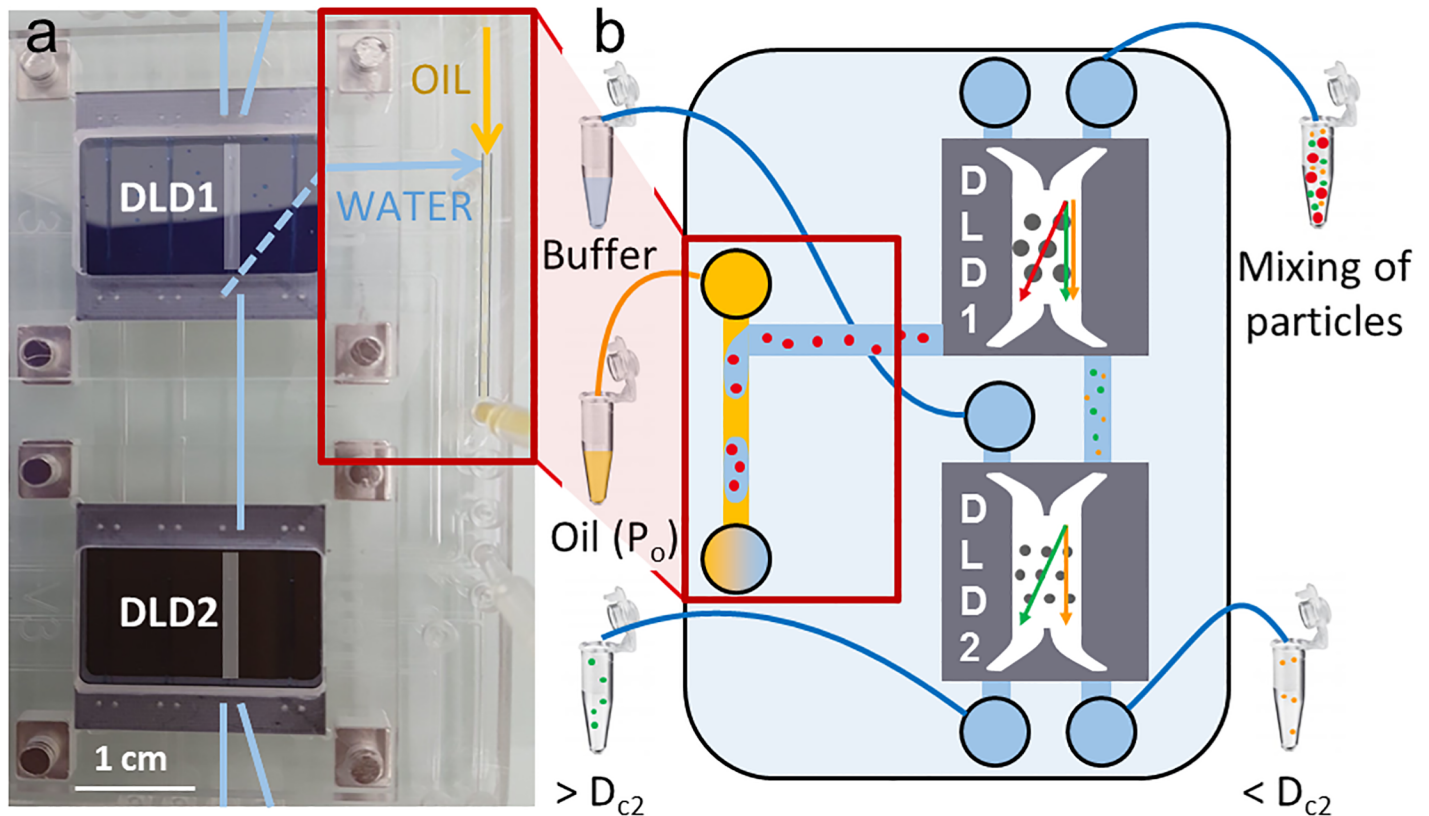 a
OIL
WATER
DLD1
DLD2
1 cm
b
Buffer
Oil (Po)
> Dc2
D
L
D
1
D
L
D
2
Mixing of
particles
< Dc2